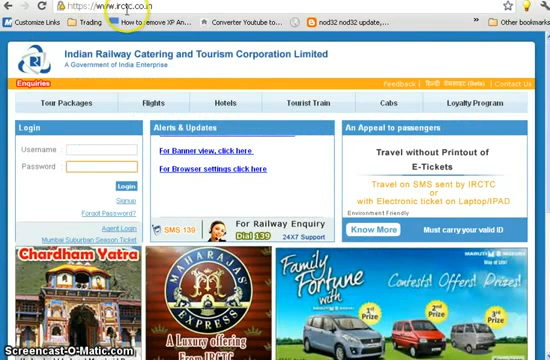 https://www.irctc.co.in
Customize Links Trading How to remove XP An... Converter Youtube to... nod32 nod32 update,... » Other bookmarks
Indian Railway Catering and Tourism Corporation Limited
A Government of India Enterprise
Enquiries
Feedback | Contact Us
Tour Packages Flights Hotels Tourist Train Cabs Loyalty Program
Login
Username
Password
Login
Signup
Forgot Password?
Agent Login
Mumbai Suburban Season Ticket
Alerts & Updates
For Banner view, click here
For Browser settings click here
SMS 139
For Railway Enquiry
Dial 139 24X7 Support
An Appeal to passengers
Travel without Printout of
E-Tickets
Travel on SMS sent by IRCTC
or
with Electronic ticket on Laptop/IPAD
Environment Friendly
Know More Must carry your valid ID
Chardham Yatra
MAHARAJAS'
EXPRESS
A Luxury offering
From IRCTC
Family
Fortune
with
MARUTI SUZUKI
Contests! Offers! Prizes!
1st
Prize
2nd
Prize
3rd
Prize
Screencast-O-Matic.com